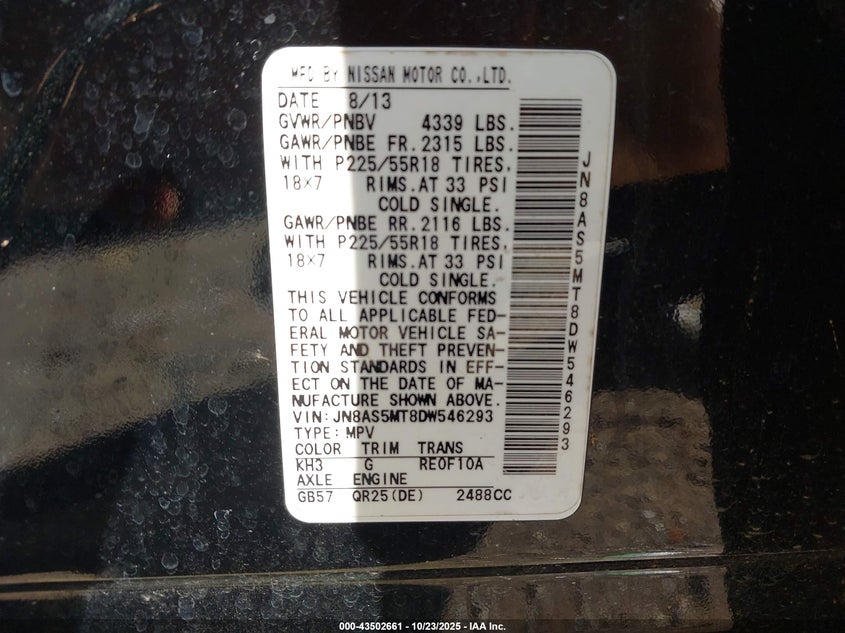 MFD BY NISSAN MOTOR CO.,LTD.
DATE 8/13
GVWR/PNBV 4339 LBS.
GAWR/PNBE FR. 2315 LBS.
WITH P225/55R18 TIRES,
18×7 RIMS.AT 33 PSI
COLD SINGLE.
GAWR/PNBE RR. 2116 LBS.
WITH P225/55R18 TIRES,
18×7 RIMS.AT 33 PSI
COLD SINGLE.
THIS VEHICLE CONFORMS
TO ALL APPLICABLE FED-
ERAL MOTOR VEHICLE SA-
FETY AND THEFT PREVEN-
TION STANDARDS IN EFF-
ECT ON THE DATE OF MA-
NUFACTURE SHOWN ABOVE.
VIN:JN8AS5MT8DW546293
TYPE:MPV
COLOR TRIM TRANS
KH3 G RE0F10A
AXLE ENGINE
GB57 QR25(DE) 2488CC
JN8AS5MT8DW546293
000-43502661 - 10/23/2025 - IAA Inc.